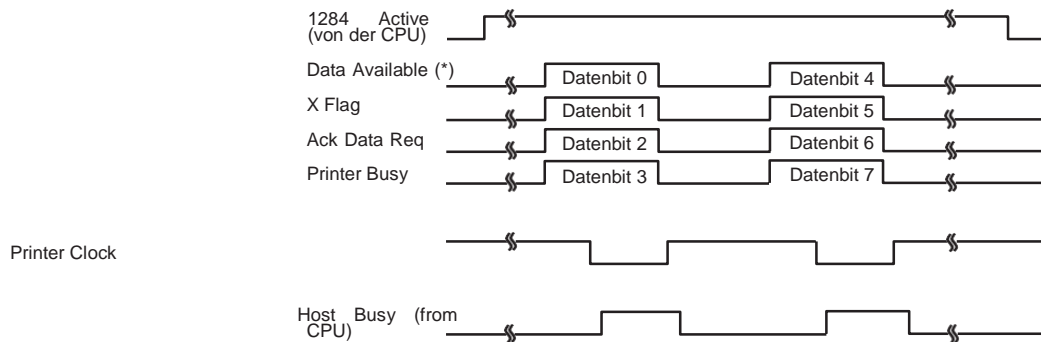 1284 Active
(von der CPU)
Data Available (*)
Datenbit 0
Datenbit 4
X Flag
Datenbit 1
Datenbit 5
Ack Data Req
Datenbit 2
Datenbit 6
Printer Busy
Datenbit 3
Datenbit 7
Printer Clock
Host Busy (from
CPU)